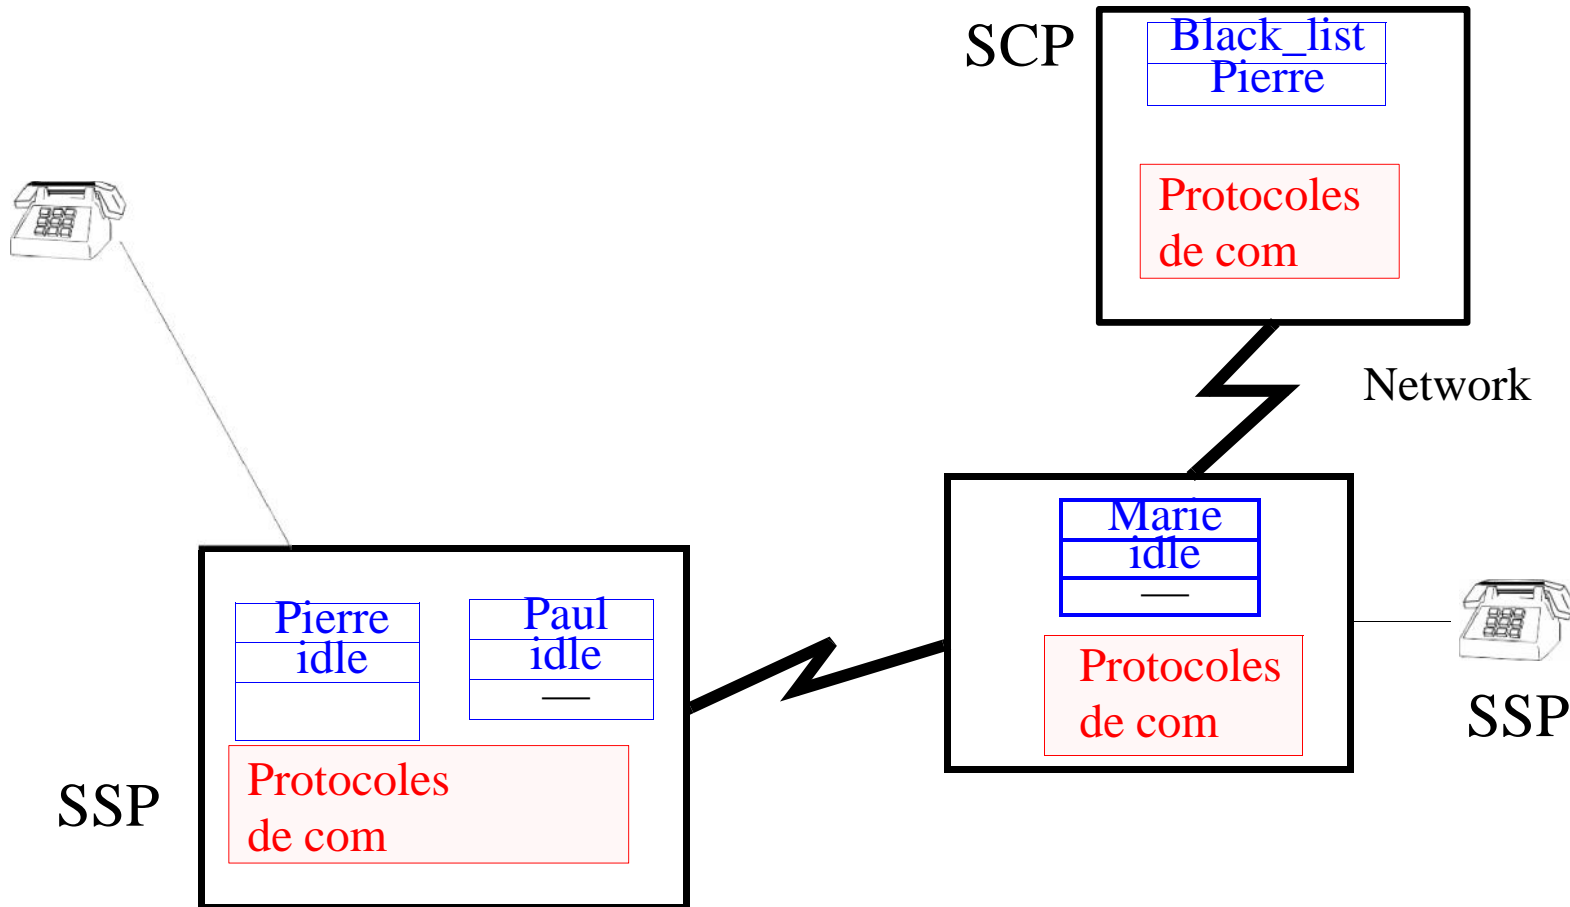 SCP
Black_list
Pierre
Protocoles
de com
Network
Marie
idle
—
Protocoles
de com
SSP
Pierre
idle
Paul
idle
—
Protocoles
de com
SSP